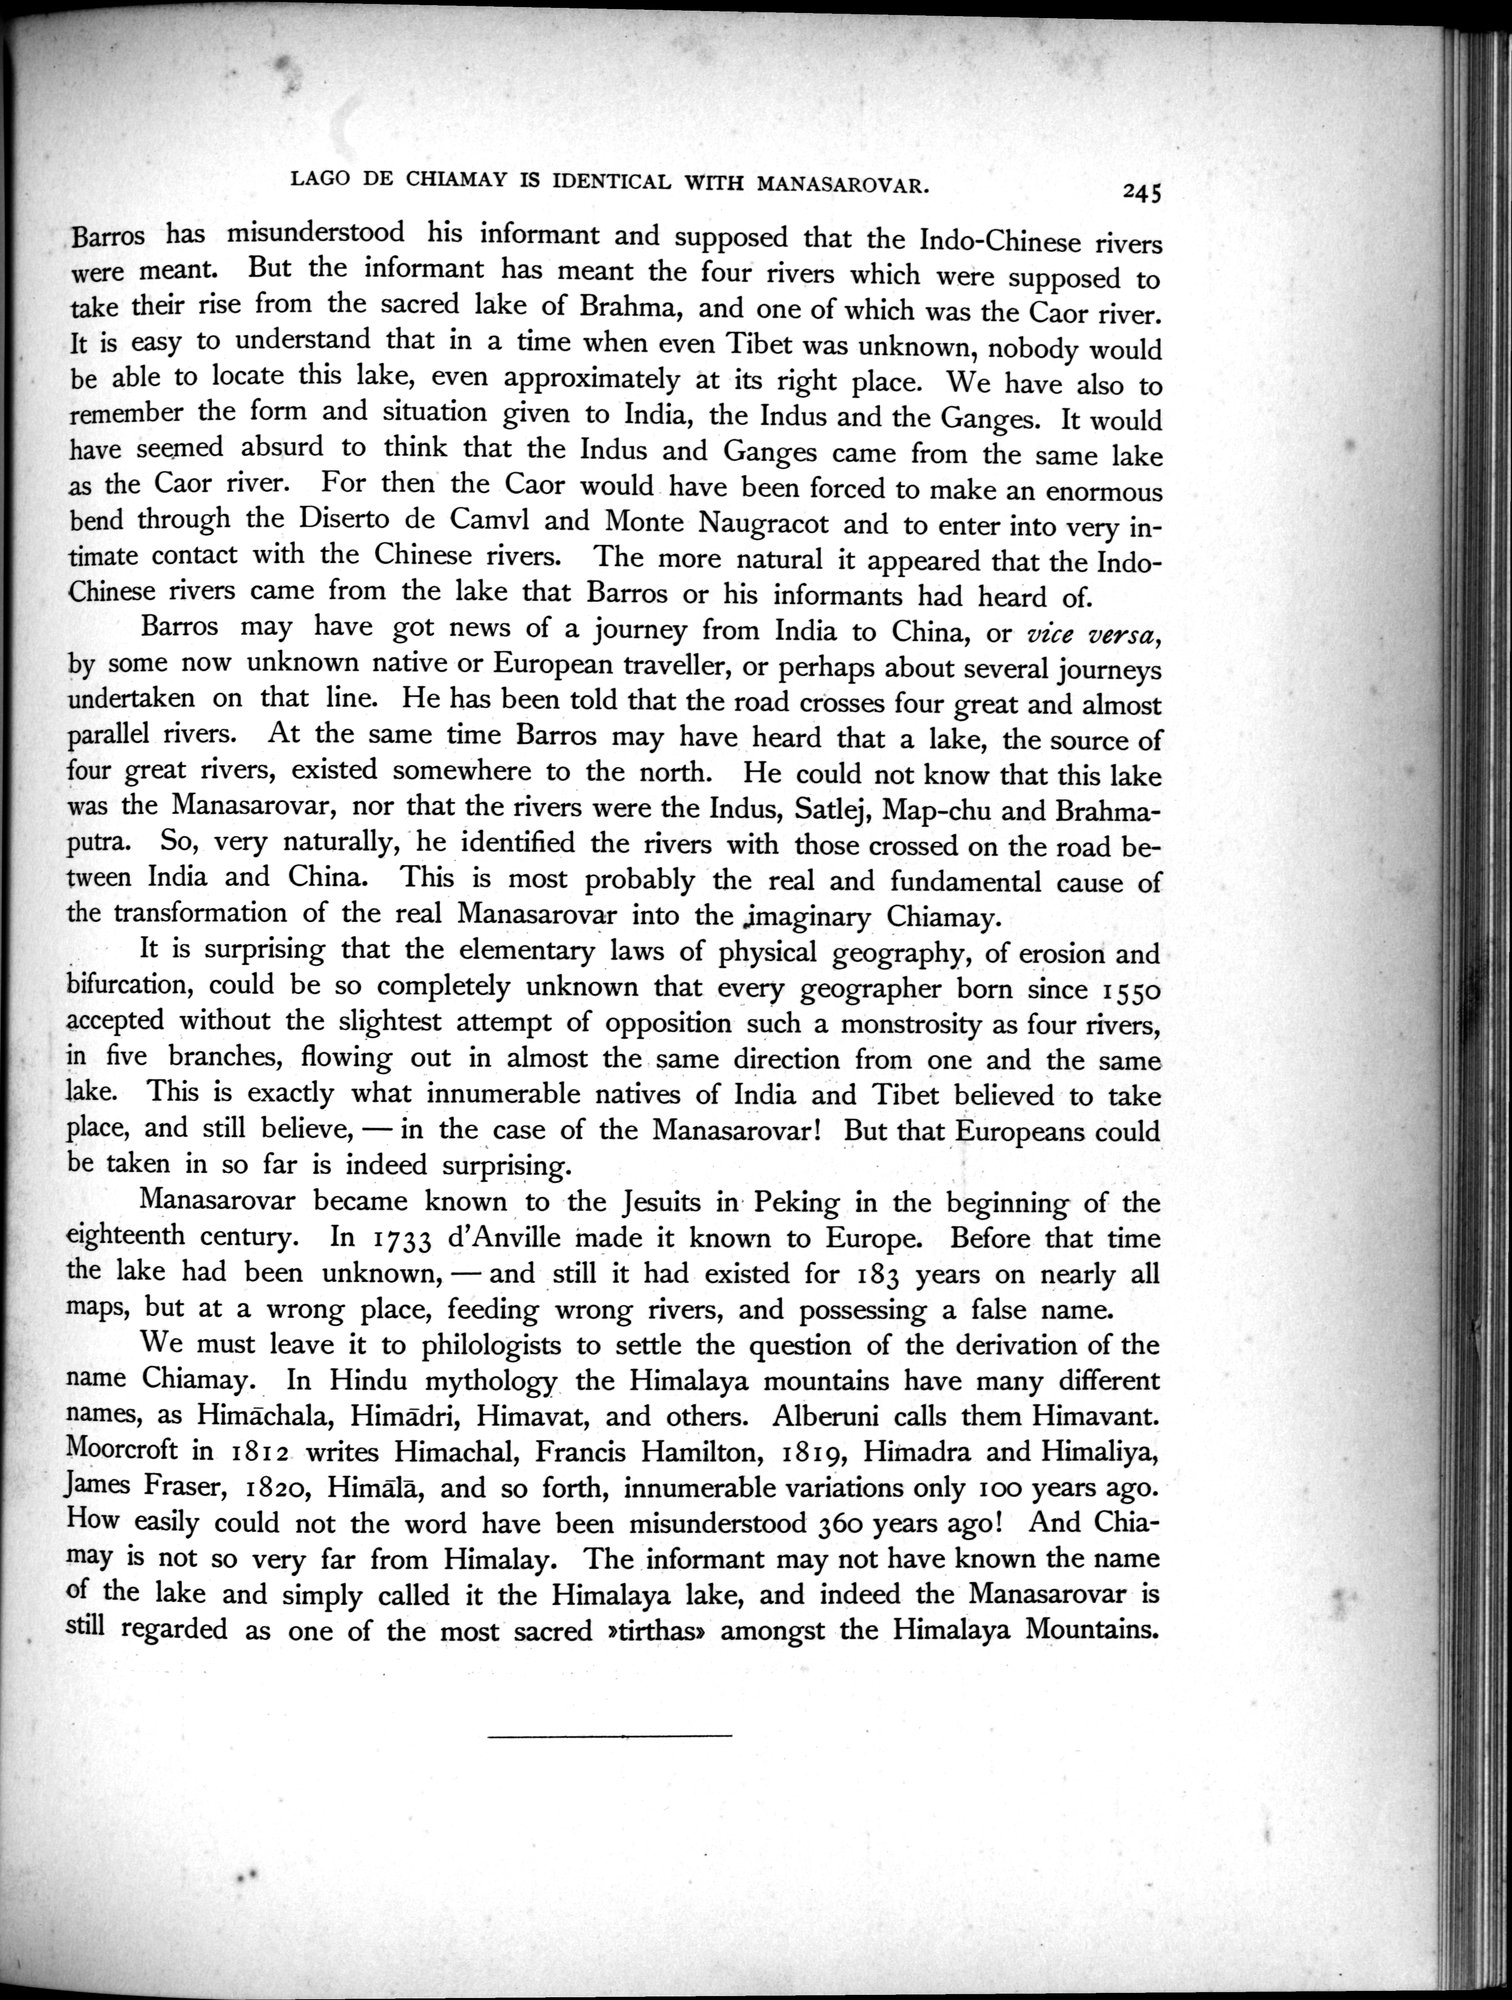 LAGO DE CHIAMAY IS IDENTICAL WITH MANASAROVAR. 245
Barros has misunderstood his informant and supposed that the Indo-Chinese rivers
were meant. But the informant has meant the four rivers which were supposed to
take their rise from the sacred lake of Brahma, and one of which was the Caor river.
It is easy to understand that in a time when even Tibet was unknown, nobody would
be able to locate this lake, even approximately at its right place. We have also to
remember the form and situation given to India, the Indus and the Ganges. It would
have seemed absurd to think that the Indus and Ganges came from the same lake
as the Caor river. For then the Caor would have been forced to make an enormous
bend through the Diserto de Camvl and Monte Naugracot and to enter into very in-
timate contact with the Chinese rivers. The more natural it appeared that the Indo-
Chinese rivers came from the lake that Barros or his informants had heard of.
Barros may have got news of a journey from India to China, or vice versa,
by some now unknown native or European traveller, or perhaps about several journeys
undertaken on that line. He has been told that the road crosses four great and almost
parallel rivers. At the same time Barros may have heard that a lake, the source of
four great rivers, existed somewhere to the north. He could not know that this lake
was the Manasarovar, nor that the rivers were the Indus, Satlej, Map-chu and Brahma-
putra. So, very naturally, he identified the rivers with those crossed on the road be-
tween India and China. This is most probably the real and fundamental cause of
the transformation of the real Manasarovar into the imaginary Chiamay.
It is surprising that the elementary laws of physical geography, of erosion and
bifurcation, could be so completely unknown that every geographer born since 1550
accepted without the slightest attempt of opposition such a monstrosity as four rivers,
in five branches, flowing out in almost the same direction from one and the same
lake. This is exactly what innumerable natives of India and Tibet believed to take
place, and still believe, — in the case of the Manasarovar! But that Europeans could
be taken in so far is indeed surprising.
Manasarovar became known to the Jesuits in Peking in the beginning of the
eighteenth century. In 1733 d'Anville made it known to Europe. Before that time
the lake had been unknown, — and still it had existed for 183 years on nearly all
maps, but at a wrong place, feeding wrong rivers, and possessing a false name.
We must leave it to philologists to settle the question of the derivation of the
name Chiamay. In Hindu mythology the Himalaya mountains have many different
names, as Himāchala, Himādri, Himavat, and others. Alberuni calls them Himavant.
Moorcroft in 1812 writes Himachal, Francis Hamilton, 1819, Himadra and Himaliya,
James Fraser, 1820, Himālā, and so forth, innumerable variations only 100 years ago.
How easily could not the word have been misunderstood 360 years ago! And Chia-
may is not so very far from Himalay. The informant may not have known the name
of the lake and simply called it the Himalaya lake, and indeed the Manasarovar is
still regarded as one of the most sacred »tirthas» amongst the Himalaya Mountains.